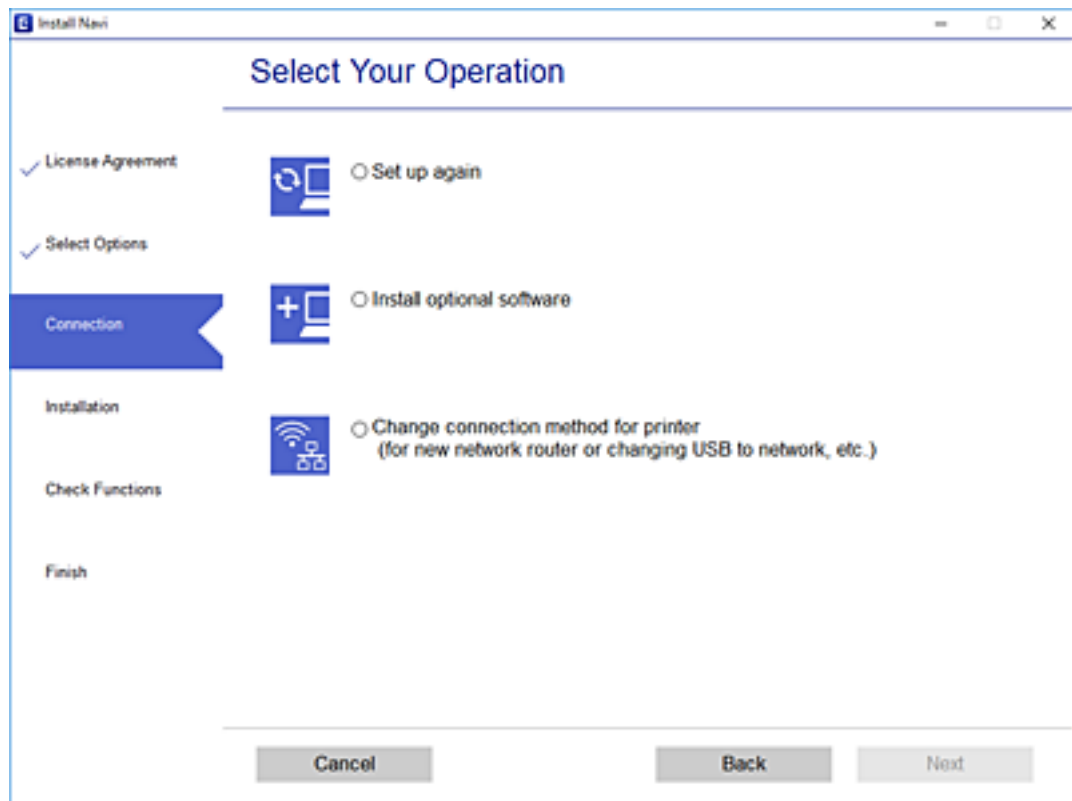 Install Navi
Select Your Operation
License Agreement
Select Options
Connection
Installation
Check Functions
Finish
Set up again
Install optional software
Change connection method for printer
(for new network router or changing USB to network, etc.)
Cancel
Back
Next